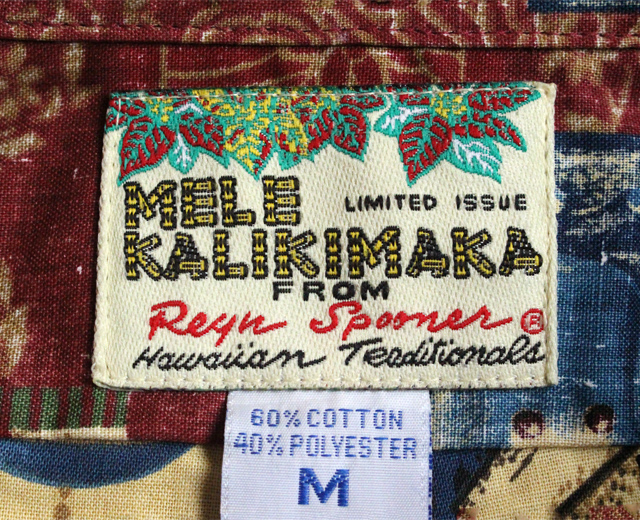 MELE
LIMITED ISSUE
KALIKIMAKA
FROM
Reyn Spooner ®
Hawaiian Traditionals
60% COTTON
40% POLYESTER
M